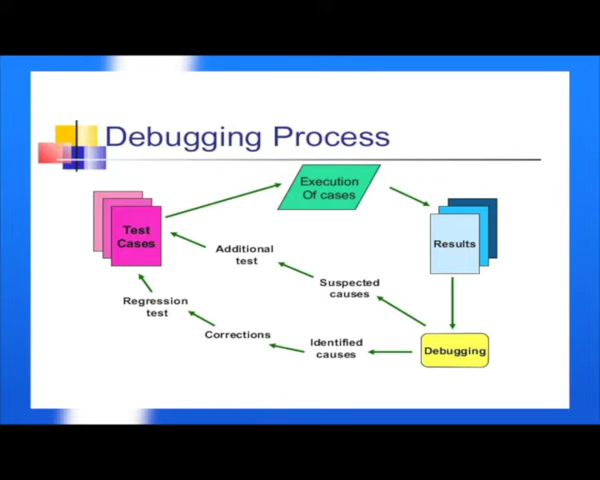 Debugging Process
Execution
Of cases
Test
Cases
Results
Additional
test
Suspected
causes
Regression
test
Corrections
Identified
causes
Debugging